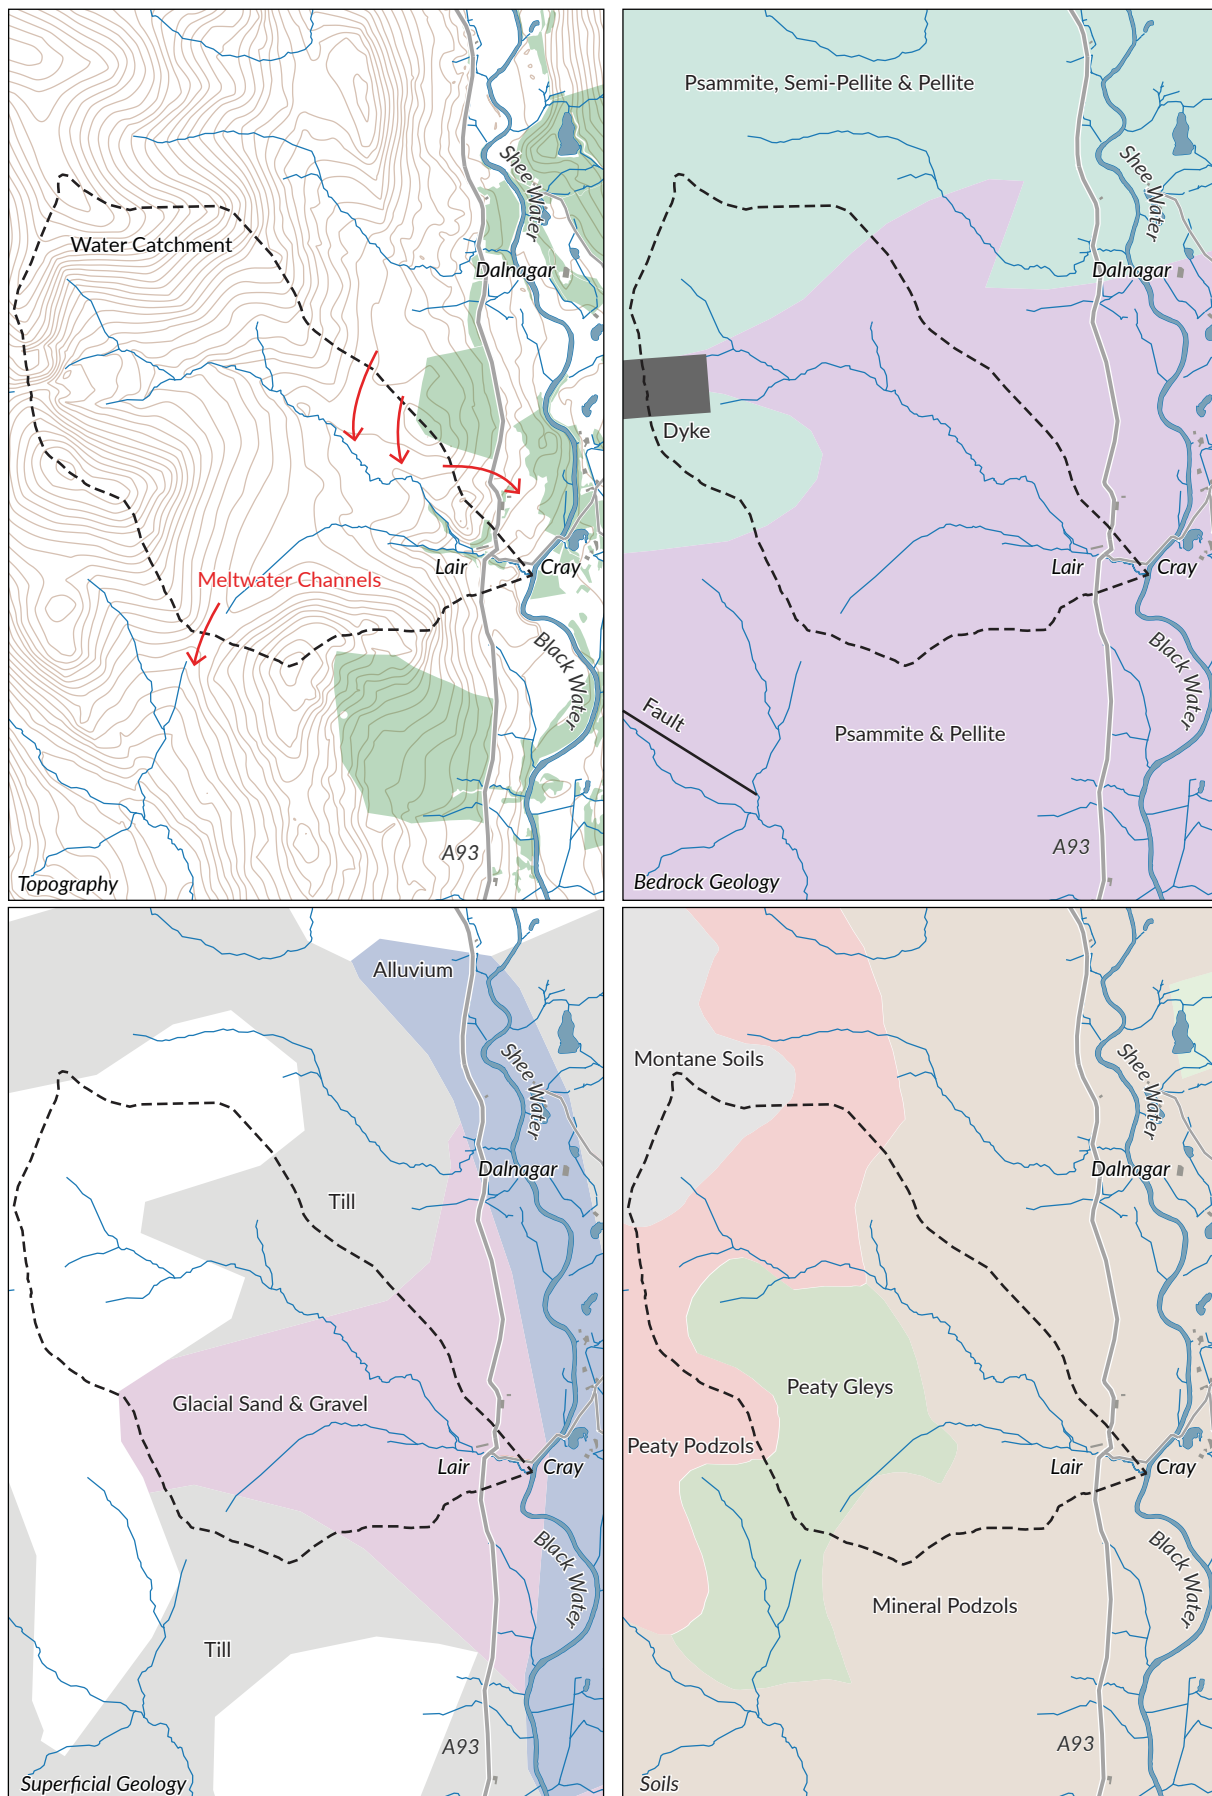 Shee Water
Water Catchment
Dalnagar
Meltwater Channels
Lair
Cray
Black Water
A93
Topography
Psammite, Semi-Pellite & Pellite
Shee Water
Dalnagar
Dyke
Lair
Cray
Black Water
Fault
Psammite & Pellite
A93
Bedrock Geology
Alluvium
Shee Water
Dalnagar
Till
Glacial Sand & Gravel
Lair
Cray
Black Water
Till
A93
Superficial Geology
Montane Soils
Shee Water
Dalnagar
Peaty Gleys
Peaty Podzols
Lair
Cray
Black Water
Mineral Podzols
A93
Soils